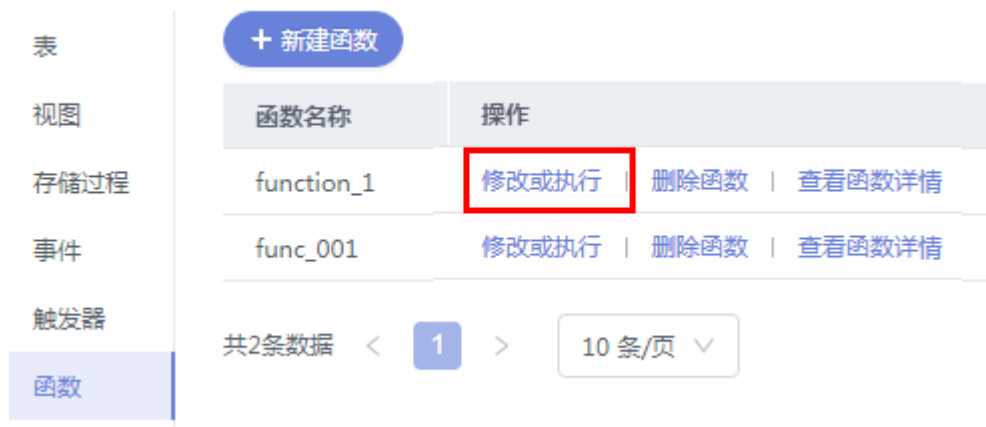 表
视图
存储过程
事件
触发器
函数
+ 新建函数
函数名称 操作
function_1 修改或执行 | 删除函数 | 查看函数详情
func_001 修改或执行 | 删除函数 | 查看函数详情
共2条数据 < 1 > 10 条/页